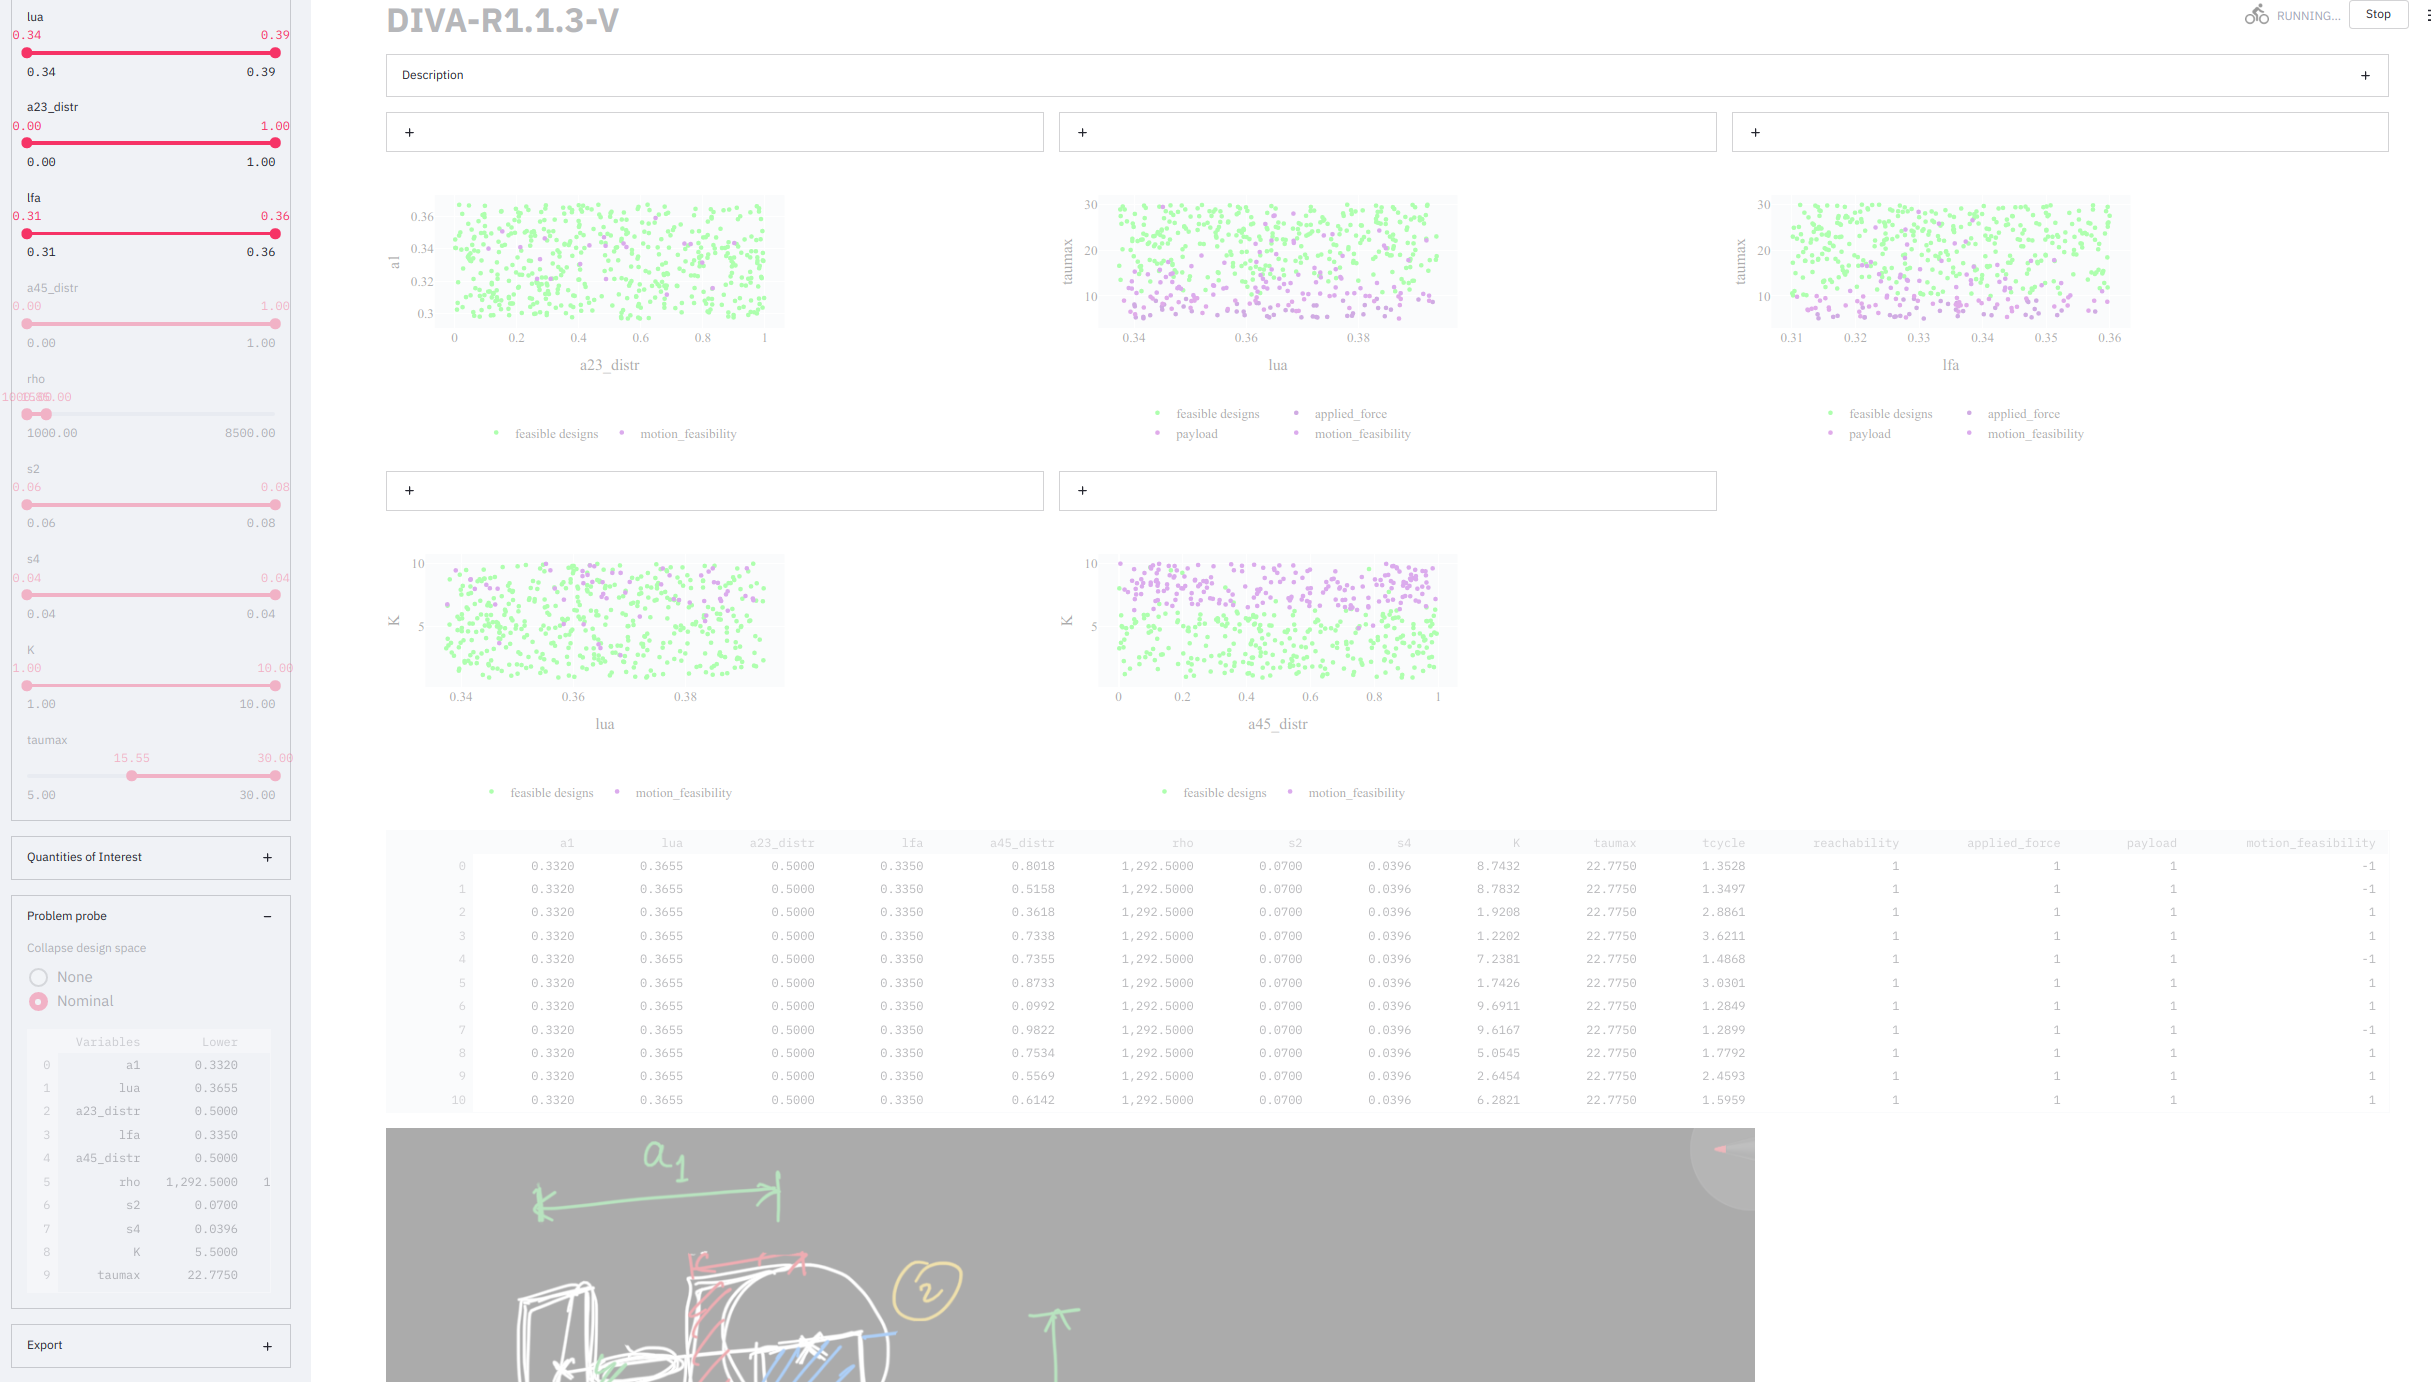 lua
0.34 0.39
0.34 0.39
a23_distr
0.00 1.00
0.00 1.00
lfa
0.31 0.36
0.31 0.36
a45_distr
0.00 1.00
0.00 1.00
rho
1000.00 8500.00
s2
0.06 0.08
0.06 0.08
s4
0.04 0.04
0.04 0.04
K
1.00 10.00
1.00 10.00
taumax
15.55 30.00
5.00 30.00
Quantities of Interest +
Problem probe −
Collapse design space
None
Nominal
Variables Lower
0 a1 0.3320
1 lua 0.3655
2 a23_distr 0.5000
3 lfa 0.3350
4 a45_distr 0.5000
5 rho 1,292.5000 1
6 s2 0.0700
7 s4 0.0396
8 K 5.5000
9 taumax 22.7750
Export +
DIVA-R1.1.3-V
RUNNING... Stop
Description +
+ + +
a1
0.36
0.34
0.32
0.3
0 0.2 0.4 0.6 0.8 1
a23_distr
feasible designs motion_feasibility
taumax
30
20
10
0.34 0.36 0.38
lua
feasible designs applied_force
payload motion_feasibility
taumax
30
20
10
0.31 0.32 0.33 0.34 0.35 0.36
lfa
feasible designs applied_force
payload motion_feasibility
+ +
K
10
5
0.34 0.36 0.38
lua
feasible designs motion_feasibility
K
10
5
0 0.2 0.4 0.6 0.8 1
a45_distr
feasible designs motion_feasibility
a1 lua a23_distr lfa a45_distr rho s2 s4 K taumax tcycle reachability applied_force payload motion_feasibility
0 0.3320 0.3655 0.5000 0.3350 0.8018 1,292.5000 0.0700 0.0396 8.7432 22.7750 1.3528 1 1 1 -1
1 0.3320 0.3655 0.5000 0.3350 0.5158 1,292.5000 0.0700 0.0396 8.7832 22.7750 1.3497 1 1 1 -1
2 0.3320 0.3655 0.5000 0.3350 0.3618 1,292.5000 0.0700 0.0396 1.9208 22.7750 2.8861 1 1 1 1
3 0.3320 0.3655 0.5000 0.3350 0.7338 1,292.5000 0.0700 0.0396 1.2202 22.7750 3.6211 1 1 1 1
4 0.3320 0.3655 0.5000 0.3350 0.7355 1,292.5000 0.0700 0.0396 7.2381 22.7750 1.4868 1 1 1 -1
5 0.3320 0.3655 0.5000 0.3350 0.8733 1,292.5000 0.0700 0.0396 1.7426 22.7750 3.0301 1 1 1 1
6 0.3320 0.3655 0.5000 0.3350 0.0992 1,292.5000 0.0700 0.0396 9.6911 22.7750 1.2849 1 1 1 1
7 0.3320 0.3655 0.5000 0.3350 0.9822 1,292.5000 0.0700 0.0396 9.6167 22.7750 1.2899 1 1 1 -1
8 0.3320 0.3655 0.5000 0.3350 0.7534 1,292.5000 0.0700 0.0396 5.0545 22.7750 1.7792 1 1 1 1
9 0.3320 0.3655 0.5000 0.3350 0.5569 1,292.5000 0.0700 0.0396 2.6454 22.7750 2.4593 1 1 1 1
10 0.3320 0.3655 0.5000 0.3350 0.6142 1,292.5000 0.0700 0.0396 6.2821 22.7750 1.5959 1 1 1 1
a1
2